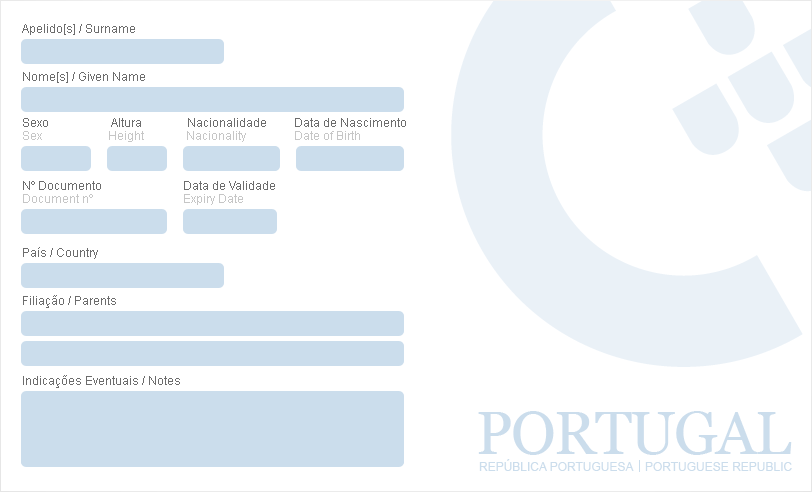 Apelido[s] / Surname
Nome[s] / Given Name
Sexo Altura Nacionalidade Data de Nascimento
Sex Height Nacionality Date of Birth
Nº Documento Data de Validade
Document nº Expiry Date
País / Country
Filiação / Parents
Indicações Eventuais / Notes
PORTUGAL
REPÚBLICA PORTUGUESA | PORTUGUESE REPUBLIC